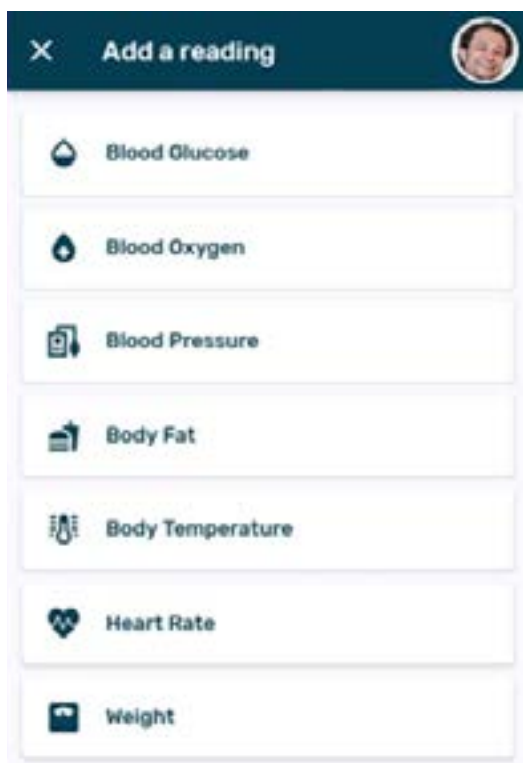 Add a reading
Blood Glucose
Blood Oxygen
Blood Pressure
Body Fat
Body Temperature
Heart Rate
Weight